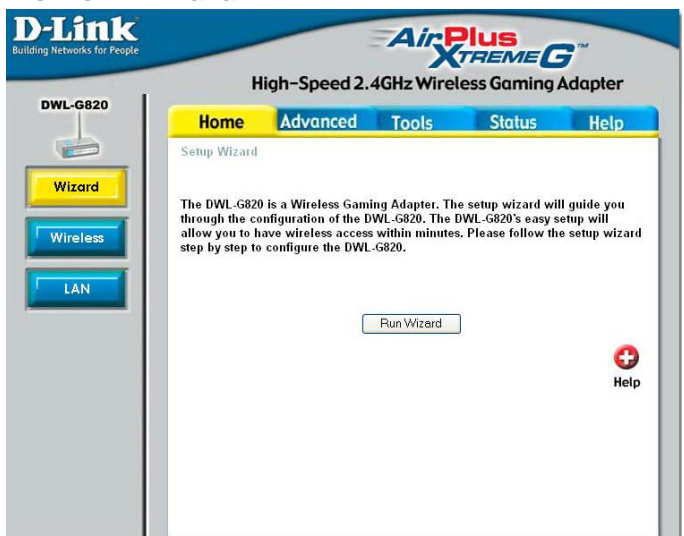 D-Link
Building Networks for People
AirPlus
XTREME G™
High-Speed 2.4GHz Wireless Gaming Adapter
DWL-G820
Home Advanced Tools Status Help
Setup Wizard
Wizard
Wireless
LAN
The DWL-G820 is a Wireless Gaming Adapter. The setup wizard will guide you
through the configuration of the DWL-G820. The DWL-G820's easy setup will
allow you to have wireless access within minutes. Please follow the setup wizard
step by step to configure the DWL-G820.
Run Wizard
Help